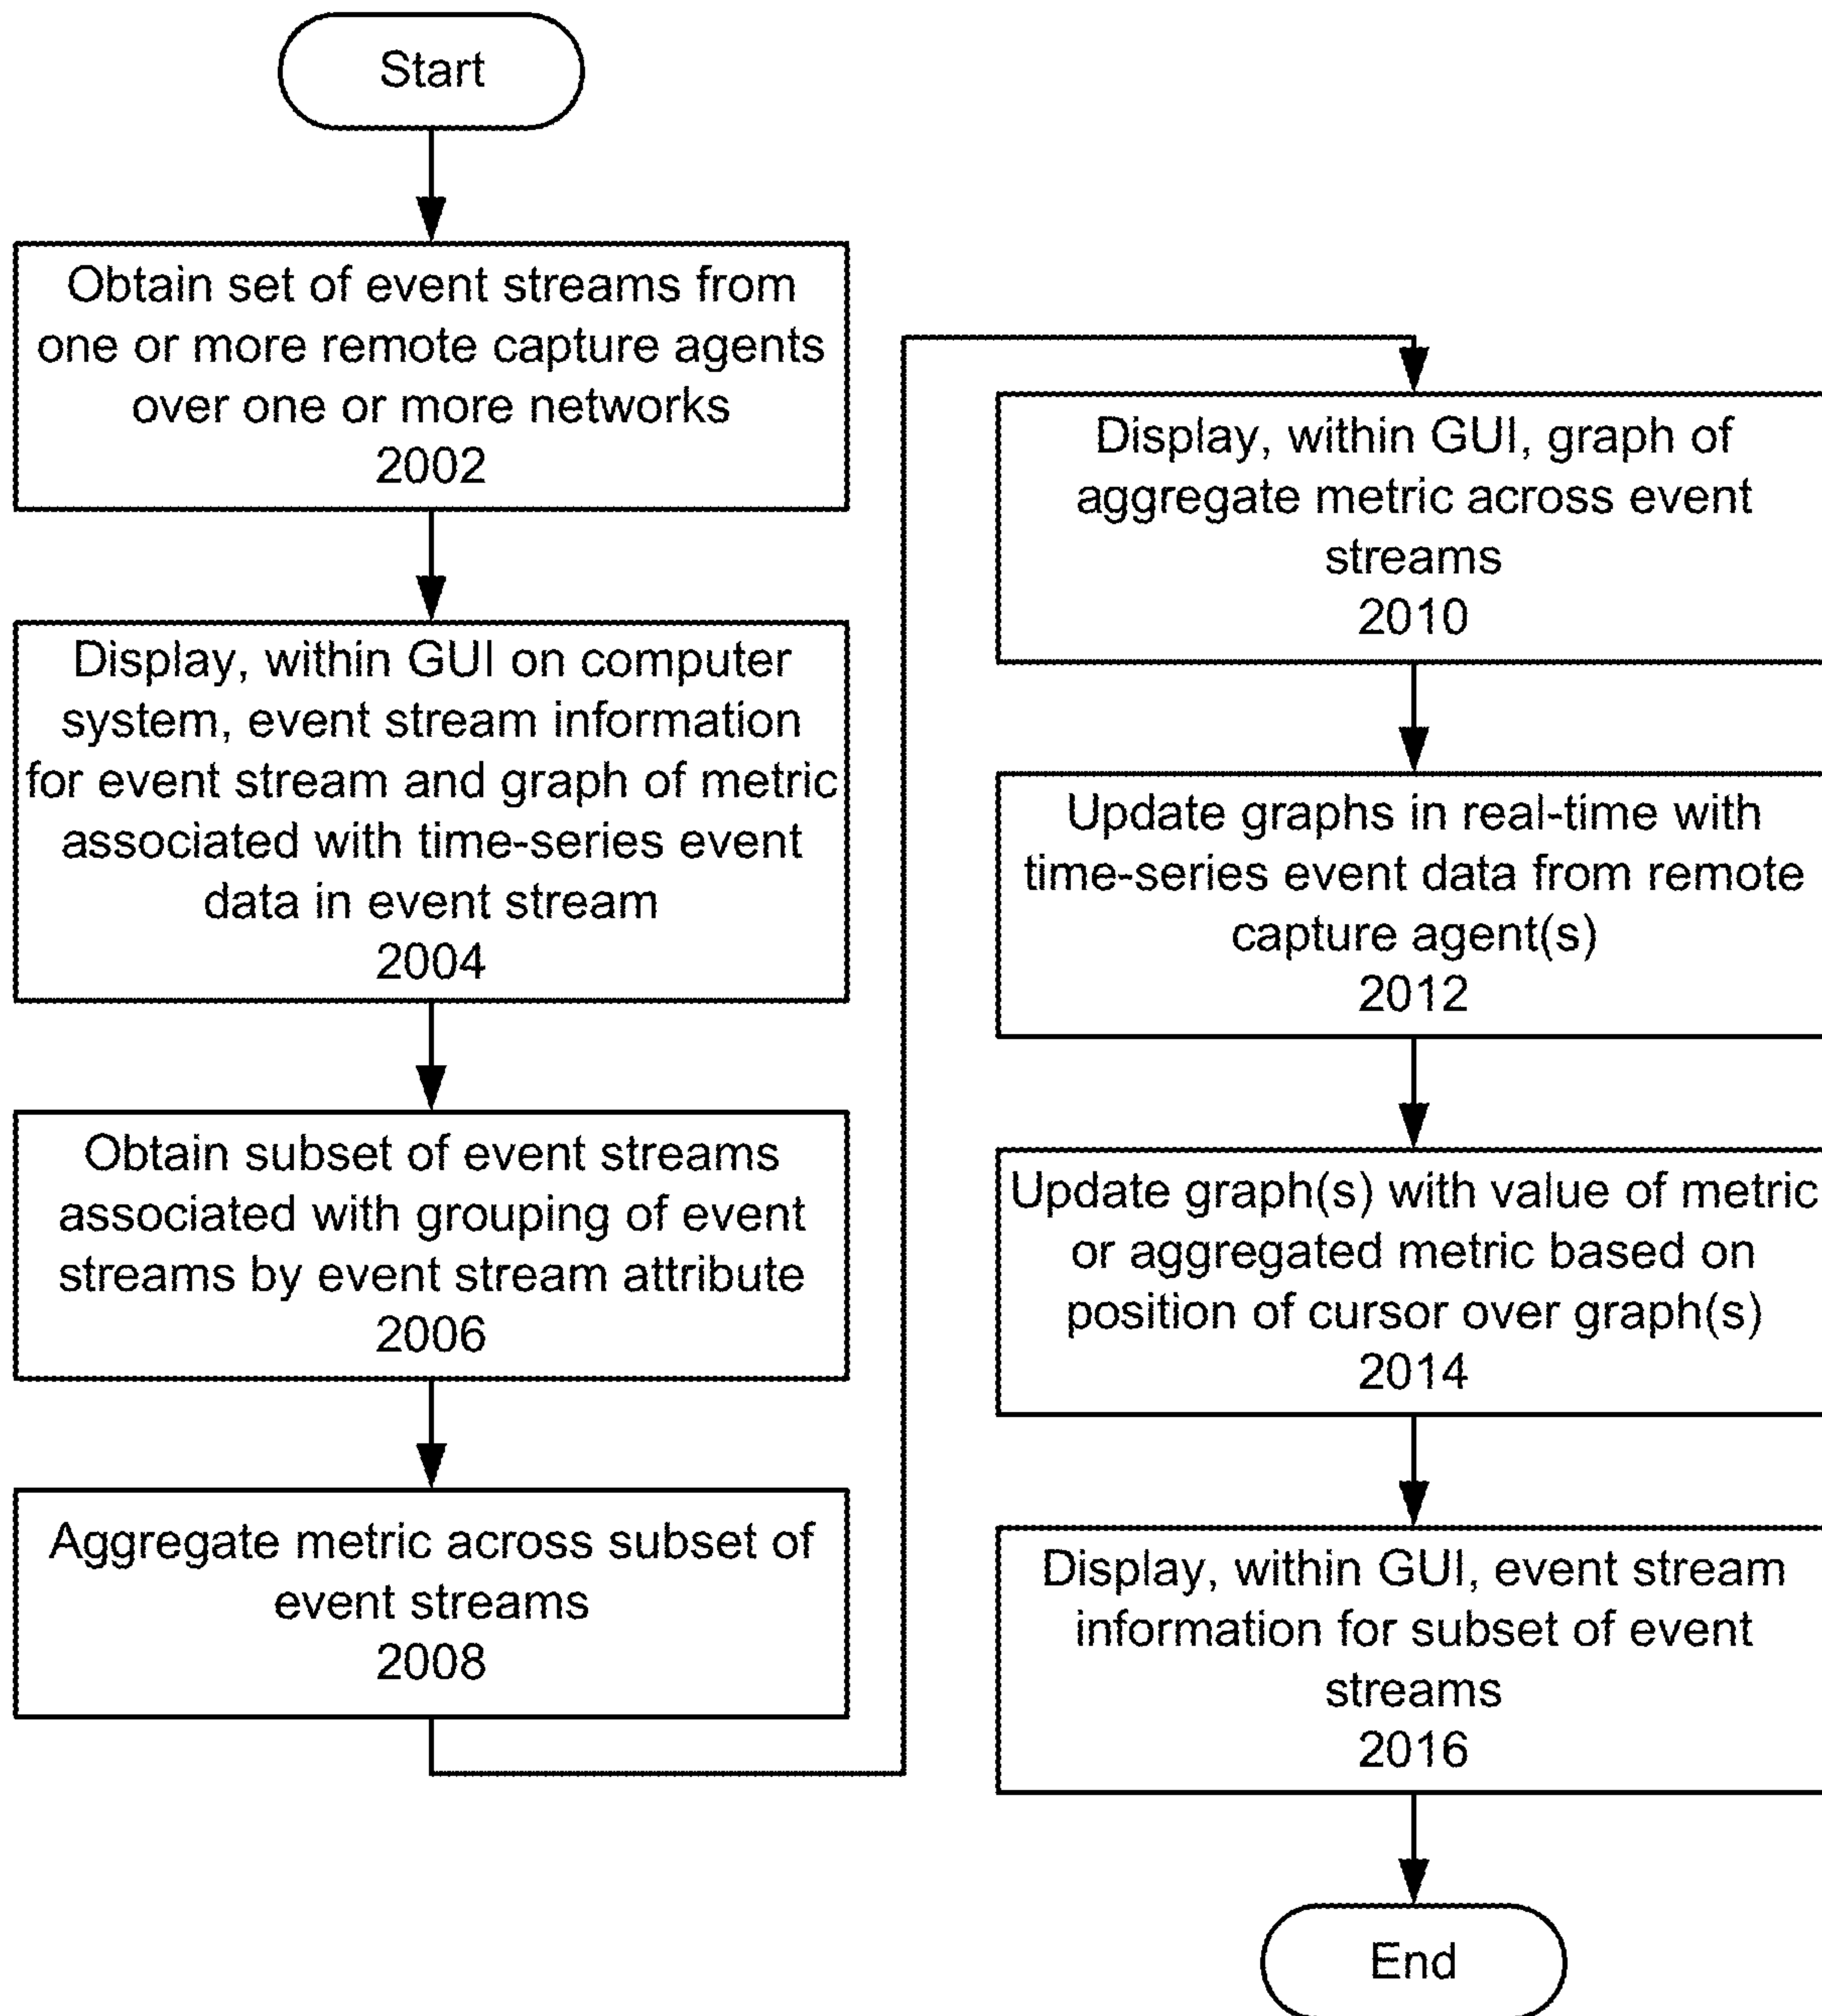 Start
Obtain set of event streams from
one or more remote capture agents
over one or more networks
2002
Display, within GUI on computer
system, event stream information
for event stream and graph of metric
associated with time-series event
data in event stream
2004
Obtain subset of event streams
associated with grouping of event
streams by event stream attribute
2006
Aggregate metric across subset of
event streams
2008
Display, within GUI, graph of
aggregate metric across event
streams
2010
Update graphs in real-time with
time-series event data from remote
capture agent(s)
2012
Update graph(s) with value of metric
or aggregated metric based on
position of cursor over graph(s)
2014
Display, within GUI, event stream
information for subset of event
streams
2016
End